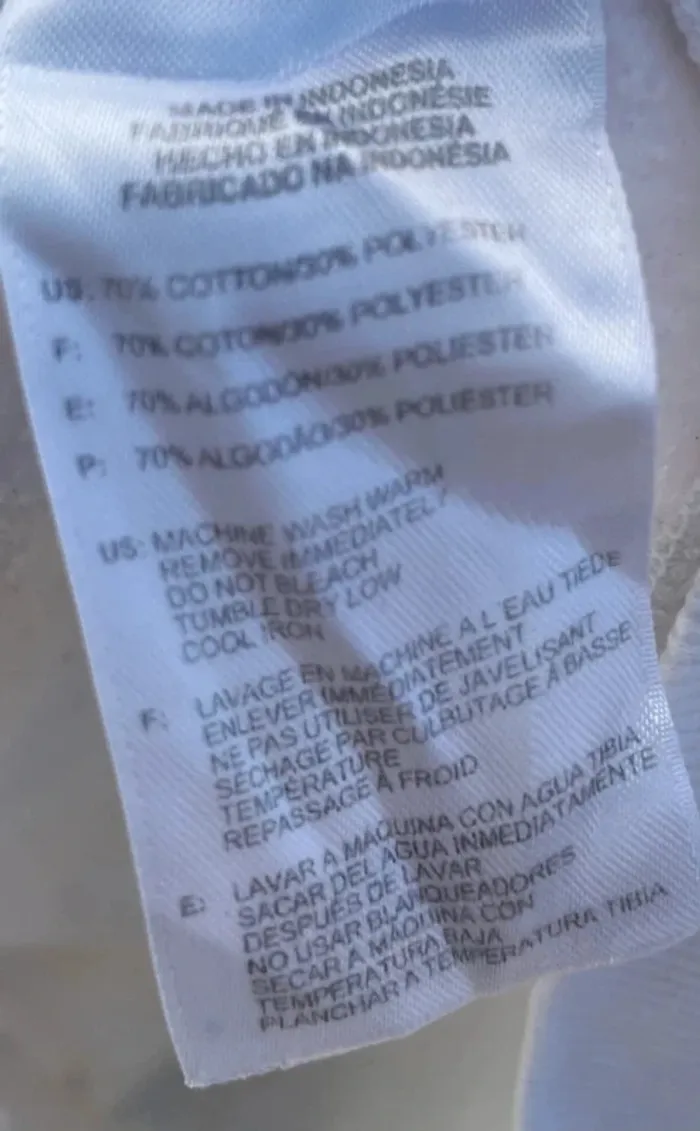 MADE IN INDONESIA
FABRIQUÉ EN INDONÉSIE
HECHO EN INDONESIA
FABRICADO NA INDONÉSIA
US: 70% COTTON/30% POLYESTER
F: 70% COTON/30% POLYESTER
E: 70% ALGODÓN/30% POLIESTER
P: 70% ALGODÃO/30% POLIÉSTER
US: MACHINE WASH WARM
REMOVE IMMEDIATELY
DO NOT BLEACH
TUMBLE DRY LOW
COOL IRON
F: LAVAGE EN MACHINE A L'EAU TIÈDE
ENLEVER IMMÉDIATEMENT
NE PAS UTILISER DE JAVELISANT
SÉCHAGE PAR CULBUTAGE À BASSE
TEMPÉRATURE
REPASSAGE À FROID
E: LAVAR A MÁQUINA CON AGUA TIBIA
SACAR DEL AGUA INMEDIATAMENTE
DESPUÉS DE LAVAR
NO USAR BLANQUEADORES
SECAR A MÁQUINA CON
TEMPERATURA BAJA
PLANCHAR A TEMPERATURA TIBIA